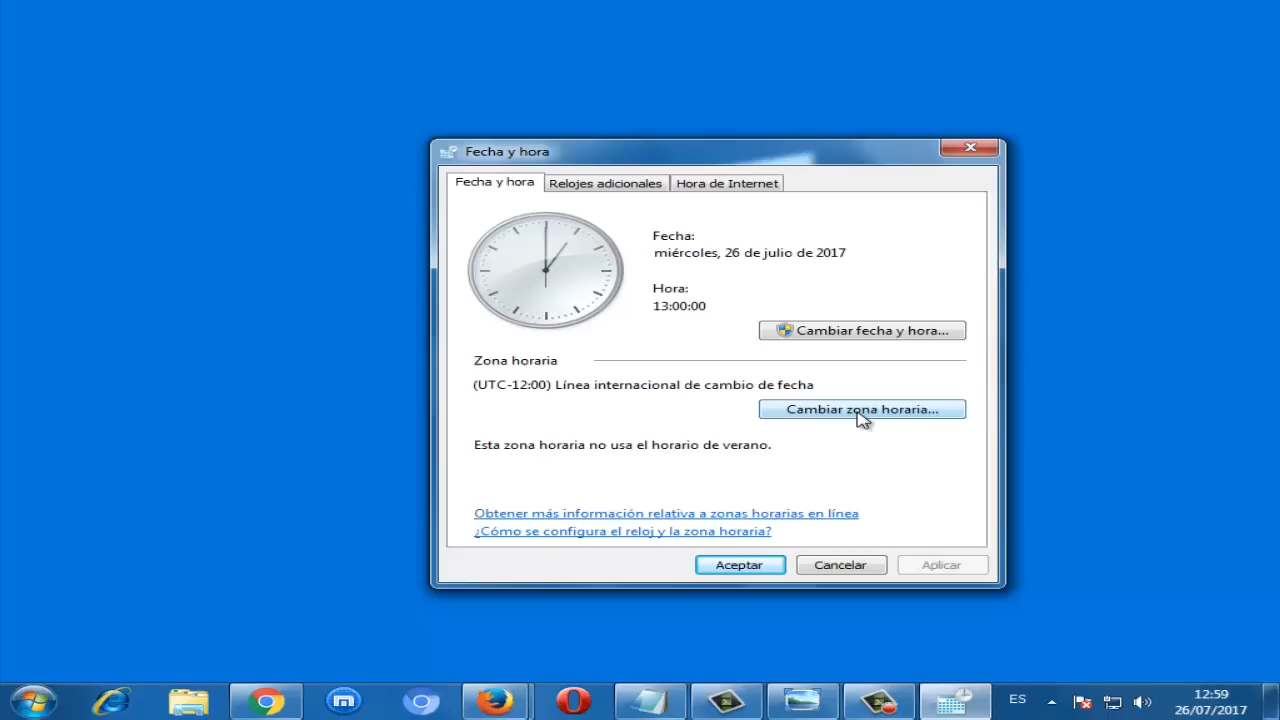 Fecha y hora
Fecha y hora
Relojes adicionales
Hora de Internet
Fecha:
miércoles, 26 de julio de 2017
Hora:
13:00:00
Cambiar fecha y hora...
Zona horaria
(UTC-12:00) Línea internacional de cambio de fecha
Cambiar zona horaria...
Esta zona horaria no usa el horario de verano.
Obtener más información relativa a zonas horarias en línea
¿Cómo se configura el reloj y la zona horaria?
Aceptar
Cancelar
Aplicar
ES
12:59
26/07/2017